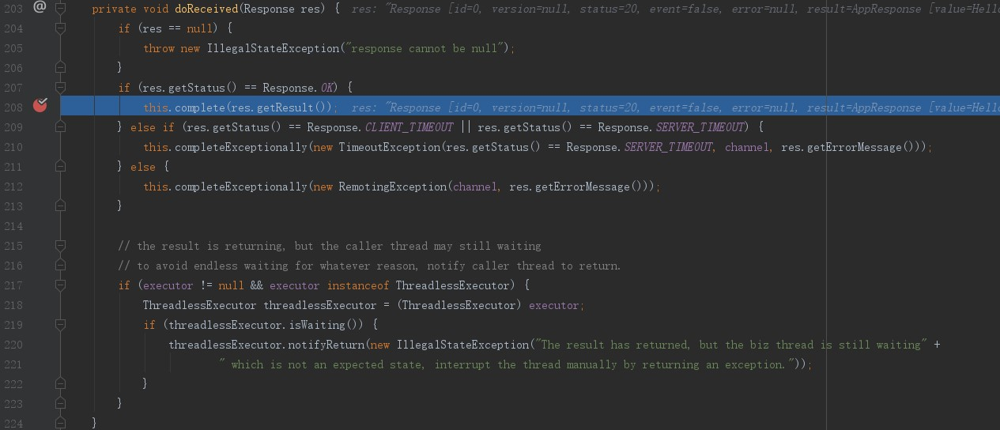 203 @ private void doReceived(Response res) { res: "Response [id=0, version=null, status=20, event=false, error=null, result=AppResponse [value=Hello
204 if (res == null) {
205 throw new IllegalStateException("response cannot be null");
206 }
207 if (res.getStatus() == Response.OK) {
208 this.complete(res.getResult()); res: "Response [id=0, version=null, status=20, event=false, error=null, result=AppResponse [value=Hello
209 } else if (res.getStatus() == Response.CLIENT_TIMEOUT || res.getStatus() == Response.SERVER_TIMEOUT) {
210 this.completeExceptionally(new TimeoutException(res.getStatus() == Response.SERVER_TIMEOUT, channel, res.getErrorMessage()));
211 } else {
212 this.completeExceptionally(new RemotingException(channel, res.getErrorMessage()));
213 }
214
215 // the result is returning, but the caller thread may still waiting
216 // to avoid endless waiting for whatever reason, notify caller thread to return.
217 if (executor != null && executor instanceof ThreadlessExecutor) {
218 ThreadlessExecutor threadlessExecutor = (ThreadlessExecutor) executor;
219 if (threadlessExecutor.isWaiting()) {
220 threadlessExecutor.notifyReturn(new IllegalStateException("The result has returned, but the biz thread is still waiting" +
221 " which is not an expected state, interrupt the thread manually by returning an exception."));
222 }
223 }
224 }